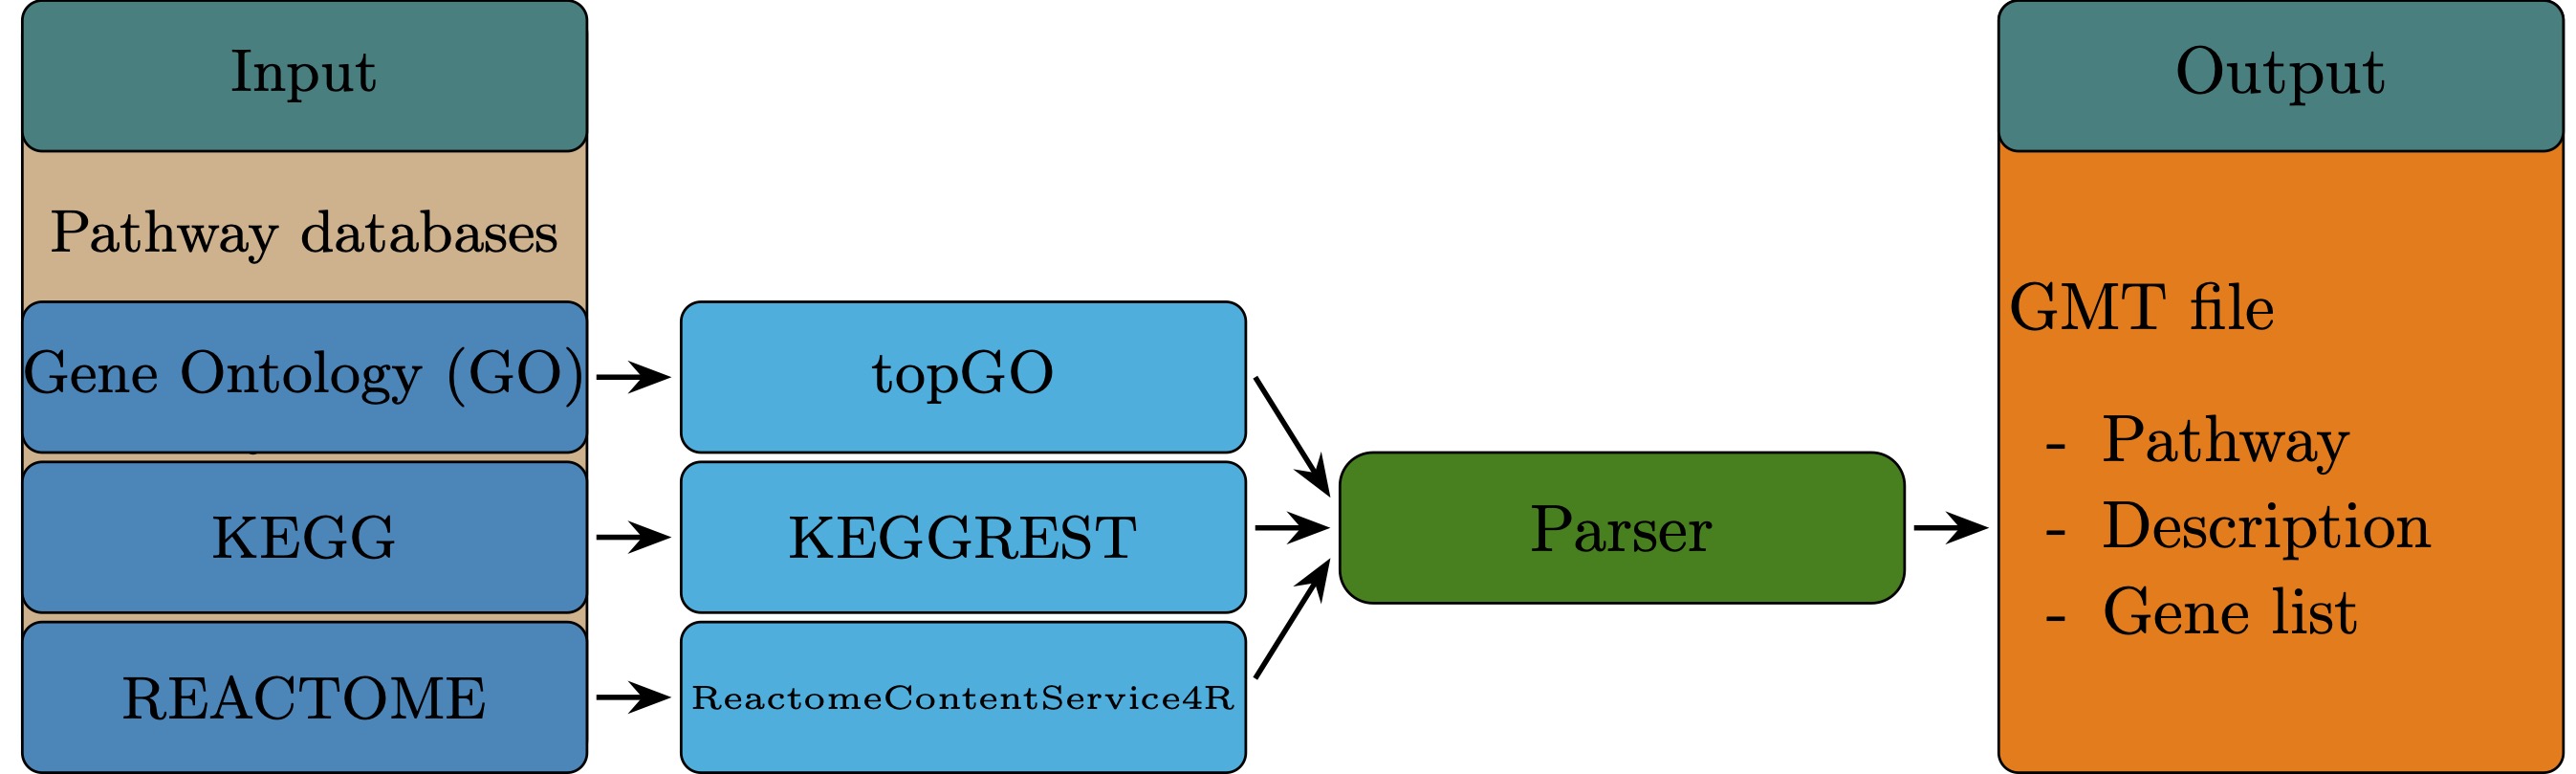 Input
Pathway databases
Gene Ontology (GO)
KEGG
REACTOME
topGO
KEGGREST
ReactomeContentService4R
Parser
Output
GMT file
- Pathway
- Description
- Gene list